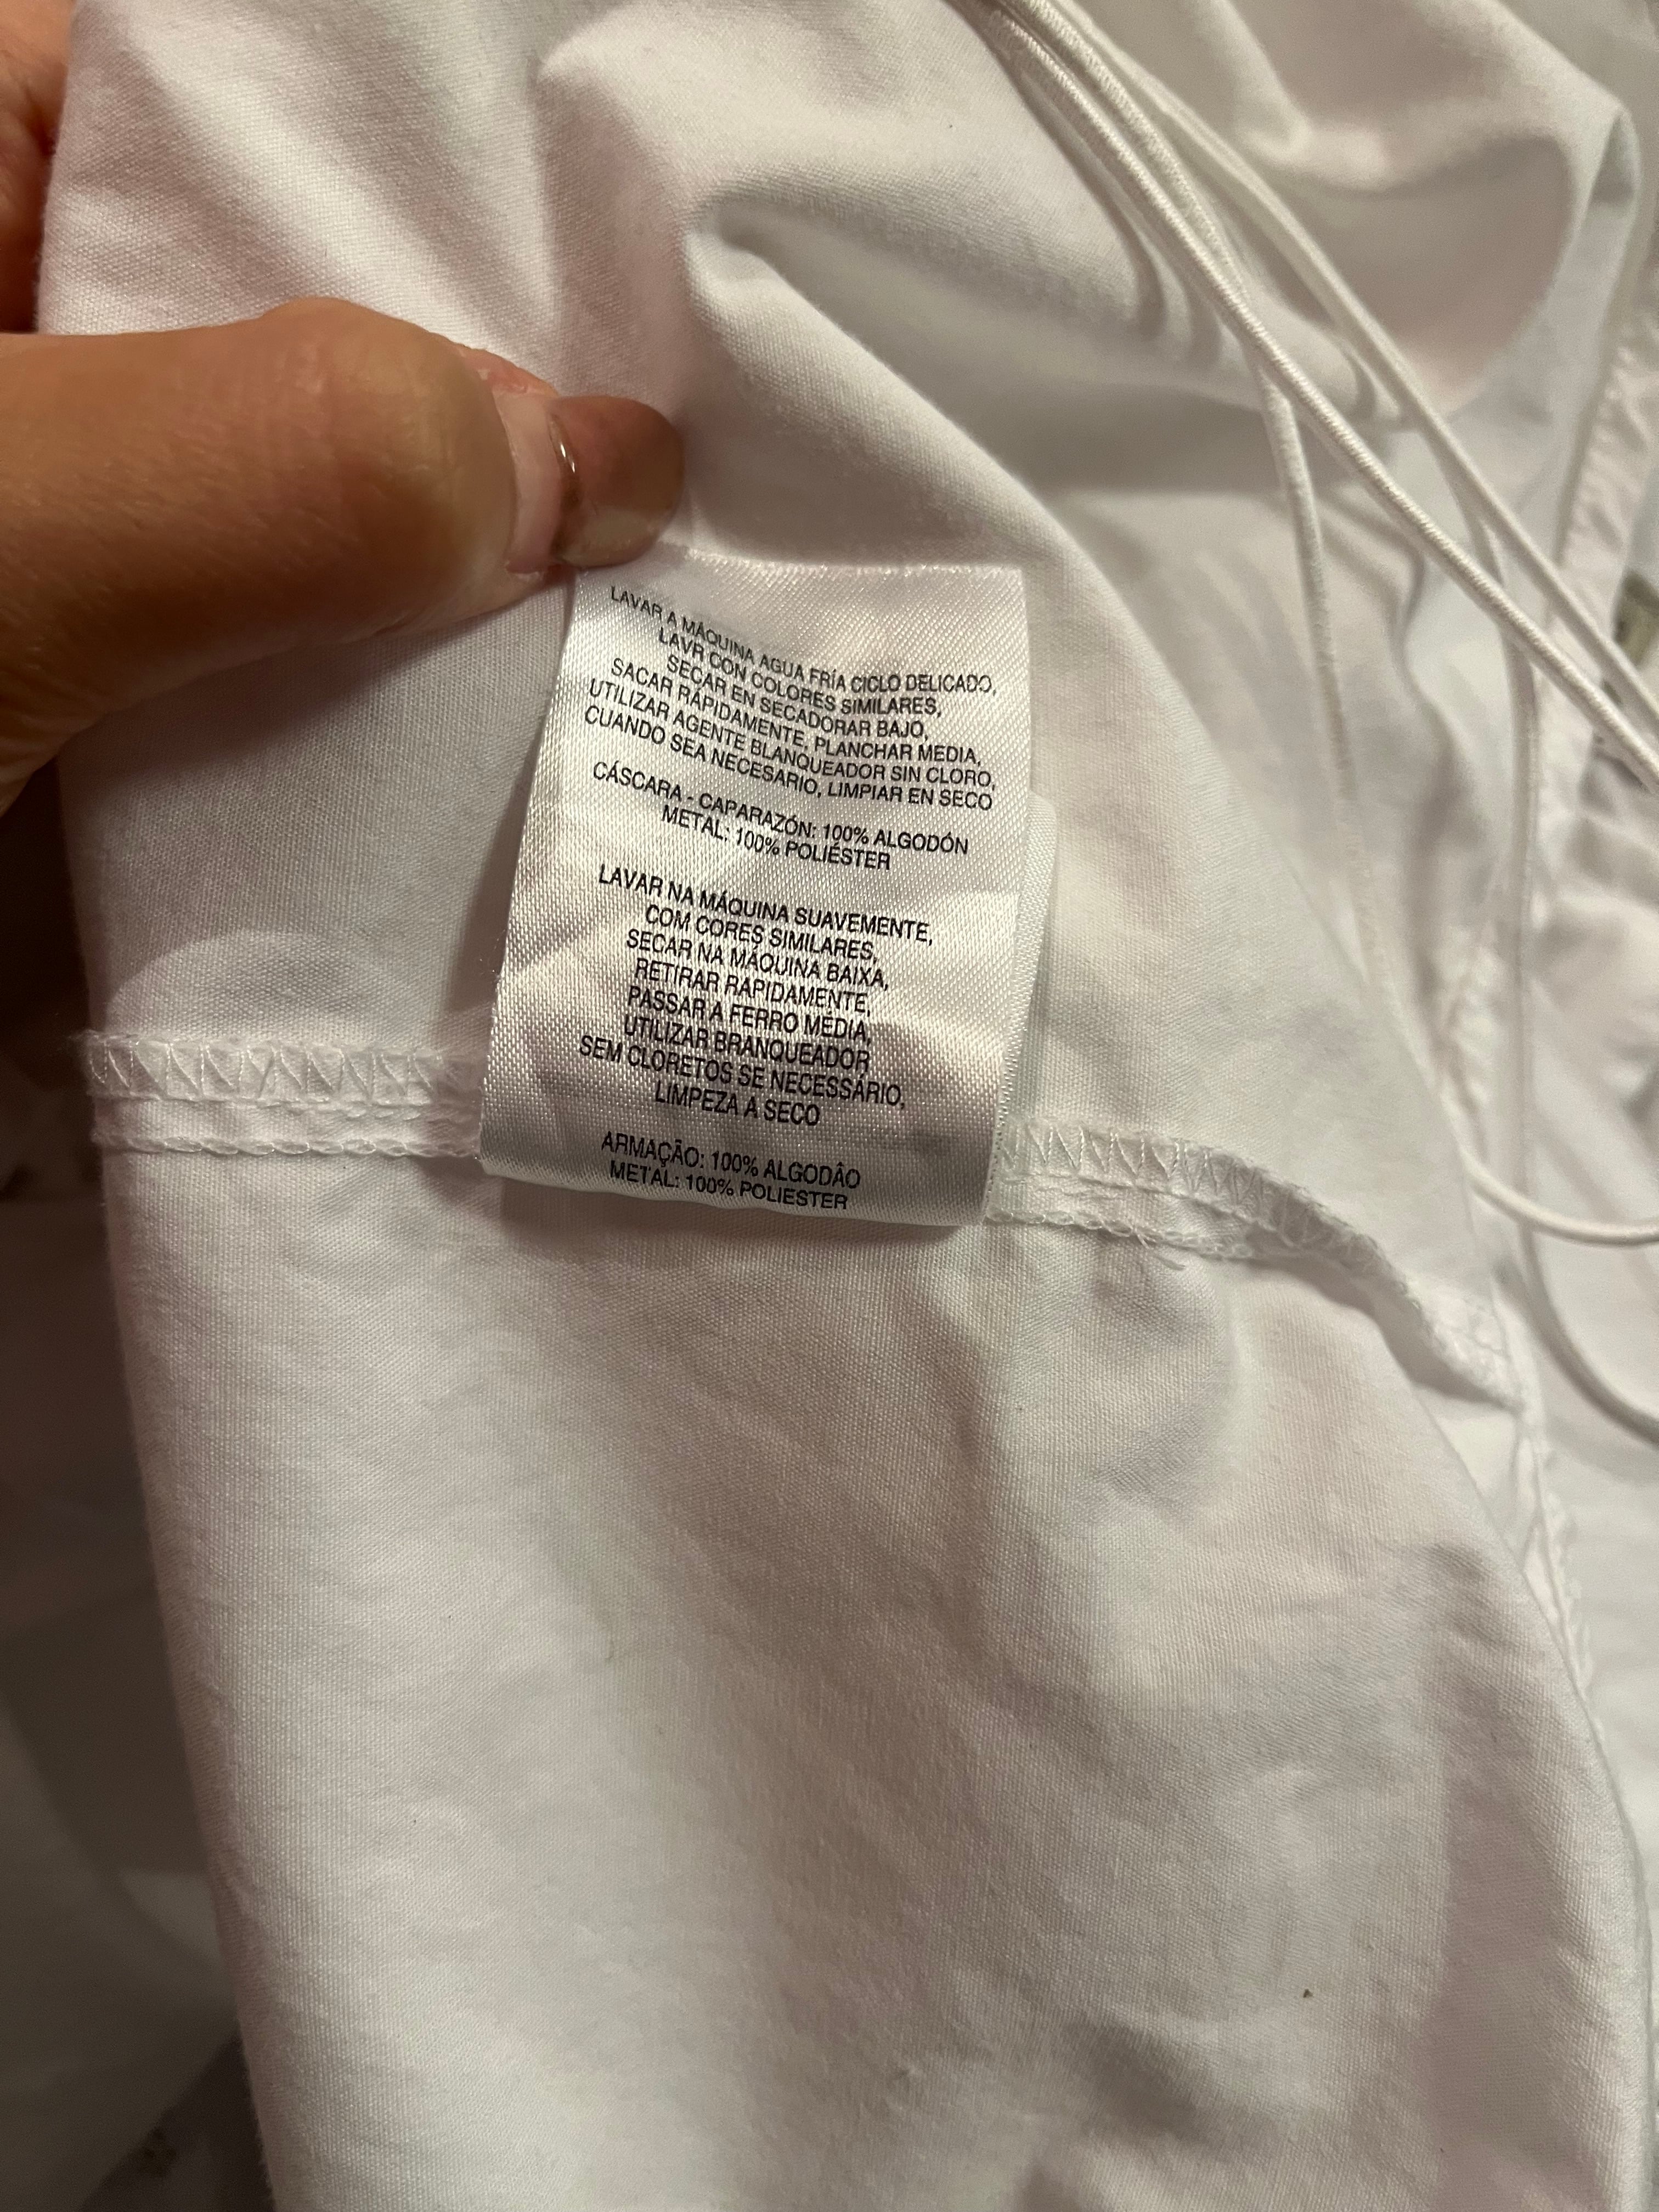 LAVAR A MÁQUINA AGUA FRÍA CICLO DELICADO,
LAVR CON COLORES SIMILARES,
SECAR EN SECADORAR BAJO,
SACAR RÁPIDAMENTE, PLANCHAR MEDIA,
UTILIZAR AGENTE BLANQUEADOR SIN CLORO,
CUANDO SEA NECESARIO, LIMPIAR EN SECO
CÁSCARA - CAPARAZÓN: 100% ALGODÓN
METAL: 100% POLIÉSTER
LAVAR NA MÁQUINA SUAVEMENTE,
COM CORES SIMILARES,
SECAR NA MÁQUINA BAIXA,
RETIRAR RAPIDAMENTE,
PASSAR A FERRO MÉDIA,
UTILIZAR BRANQUEADOR
SEM CLORETOS SE NECESSÁRIO,
LIMPEZA A SECO
ARMAÇÃO: 100% ALGODÃO
METAL: 100% POLIESTER